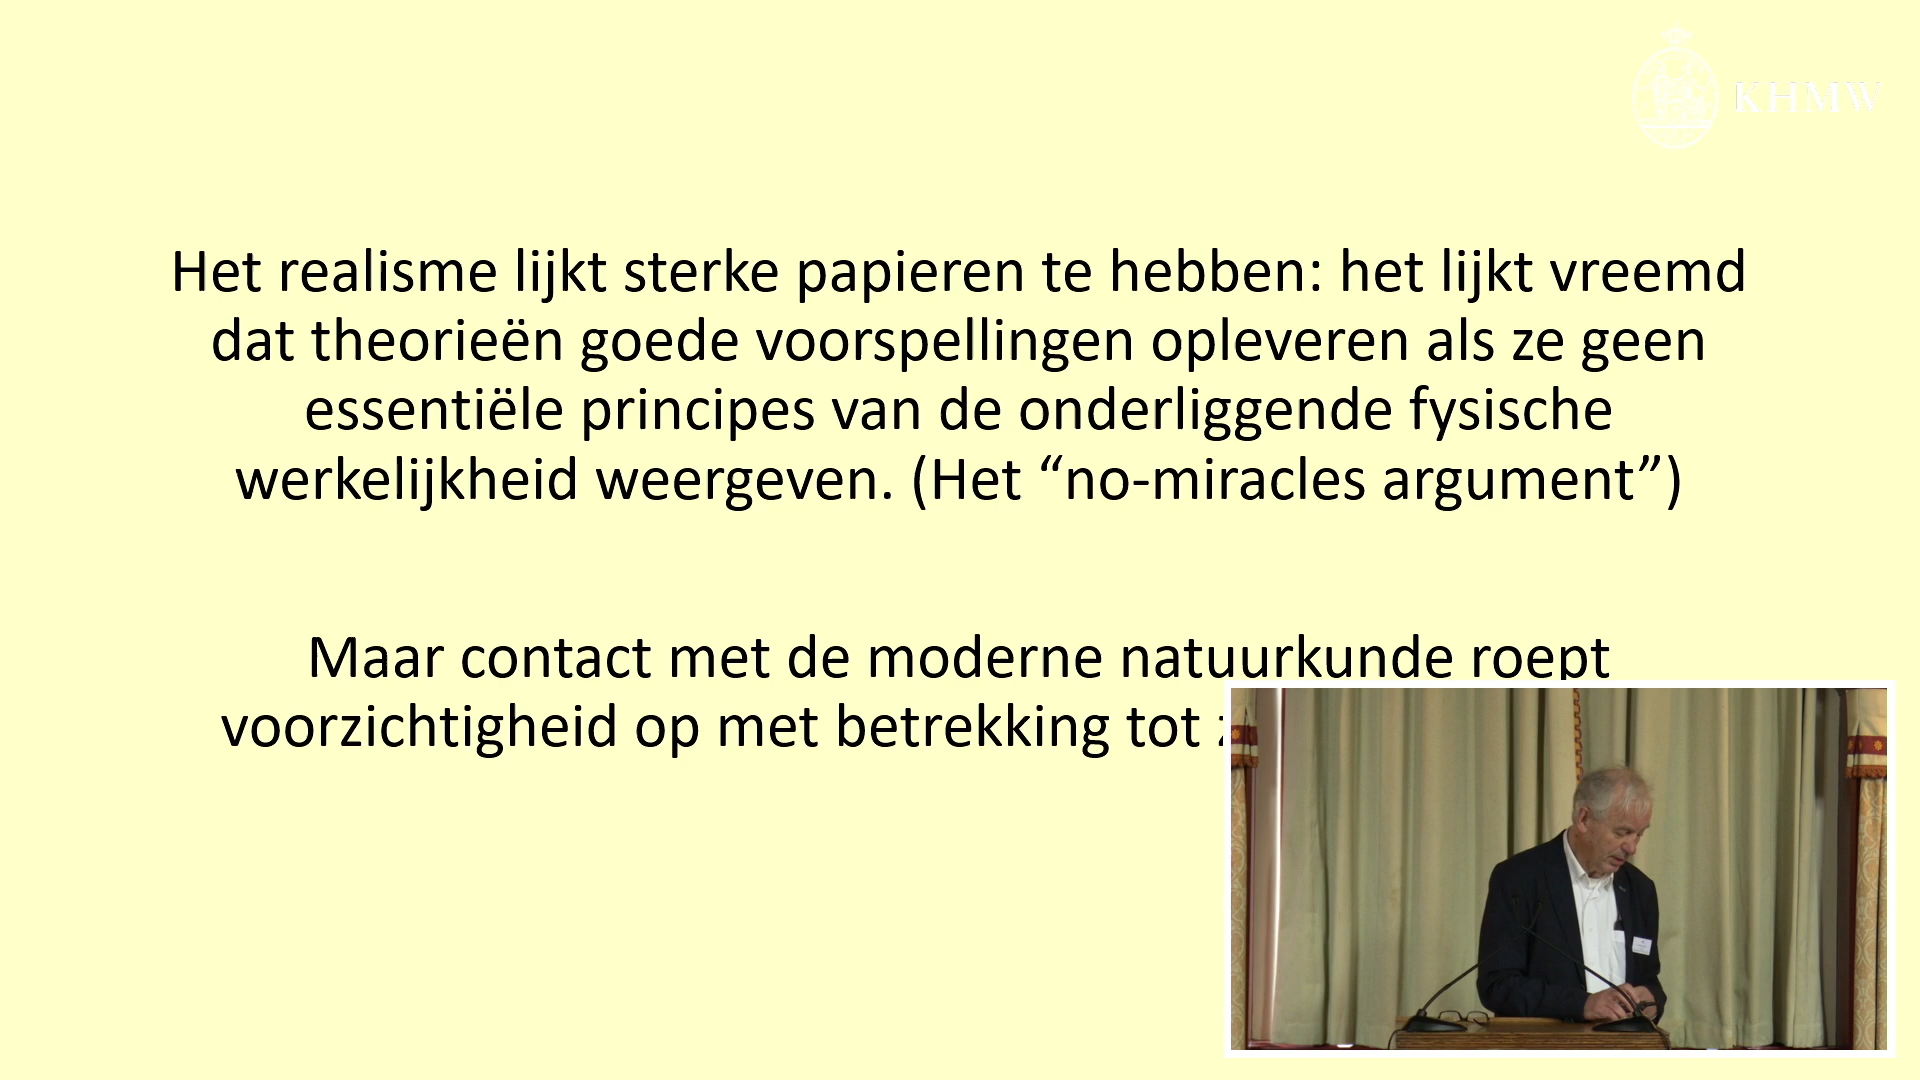 KHMW
Het realisme lijkt sterke papieren te hebben: het lijkt vreemd
dat theorieën goede voorspellingen opleveren als ze geen
essentiële principes van de onderliggende fysische
werkelijkheid weergeven. (Het “no-miracles argument”)
Maar contact met de moderne natuurkunde roept
voorzichtigheid op met betrekking tot